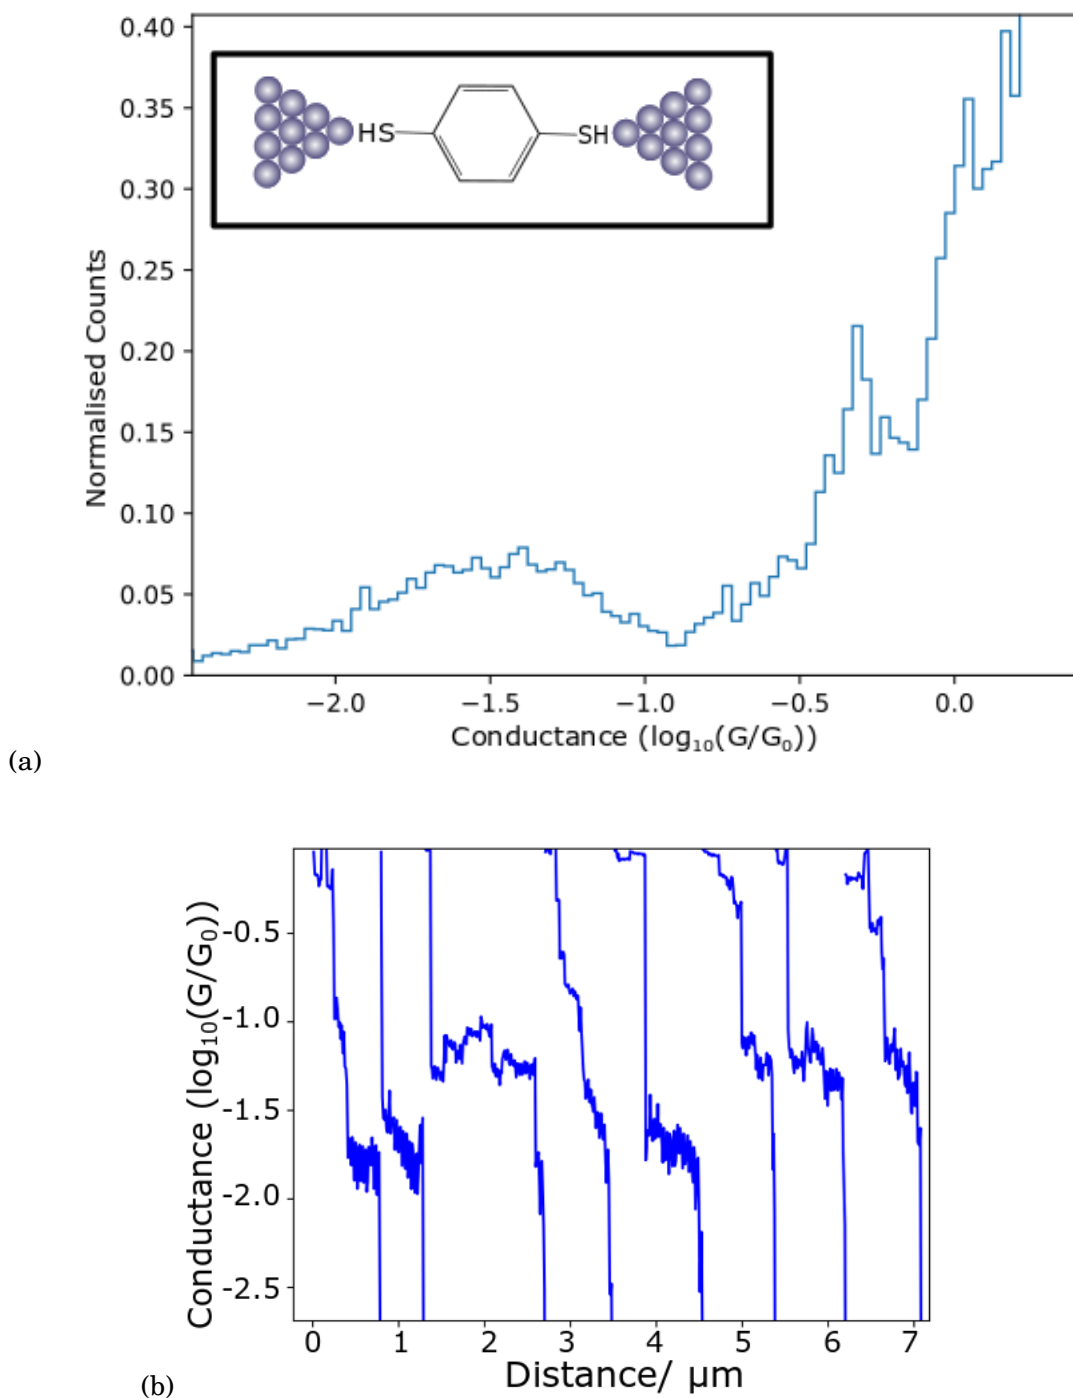 0.40
0.35
0.30
0.25
0.20
0.15
0.10
0.05
0.00
Normalised Counts
HS
SH
−2.0 −1.5 −1.0 −0.5 0.0
Conductance (log₁₀(G/G₀))
(a)
-0.5
-1.0
-1.5
-2.0
-2.5
Conductance (log₁₀(G/G₀))
0 1 2 3 4 5 6 7
Distance/ μm
(b)